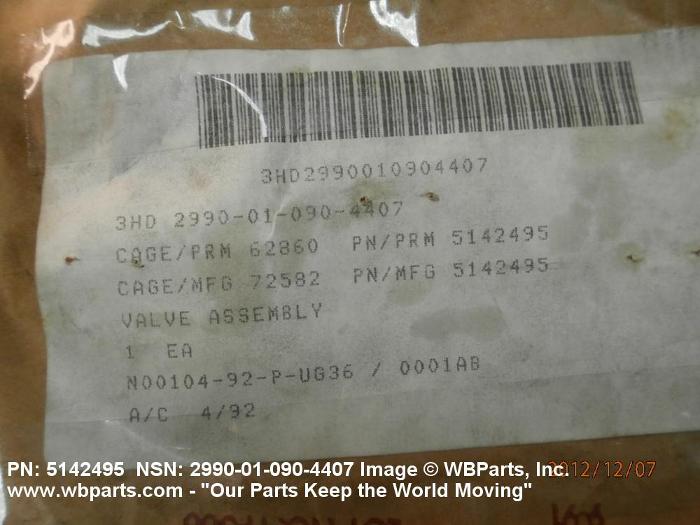 3HD2990010904407
3HD 2990-01-090-4407
CAGE/PRM 62860 PN/PRM 5142495
CAGE/MFG 72582 PN/MFG 5142495
VALVE ASSEMBLY
1 EA
N00104-92-P-UG36 / 0001AB
A/C 4/92
PN: 5142495 NSN: 2990-01-090-4407 Image © WBParts, Inc.
2012/12/07
www.wbparts.com - "Our Parts Keep the World Moving"